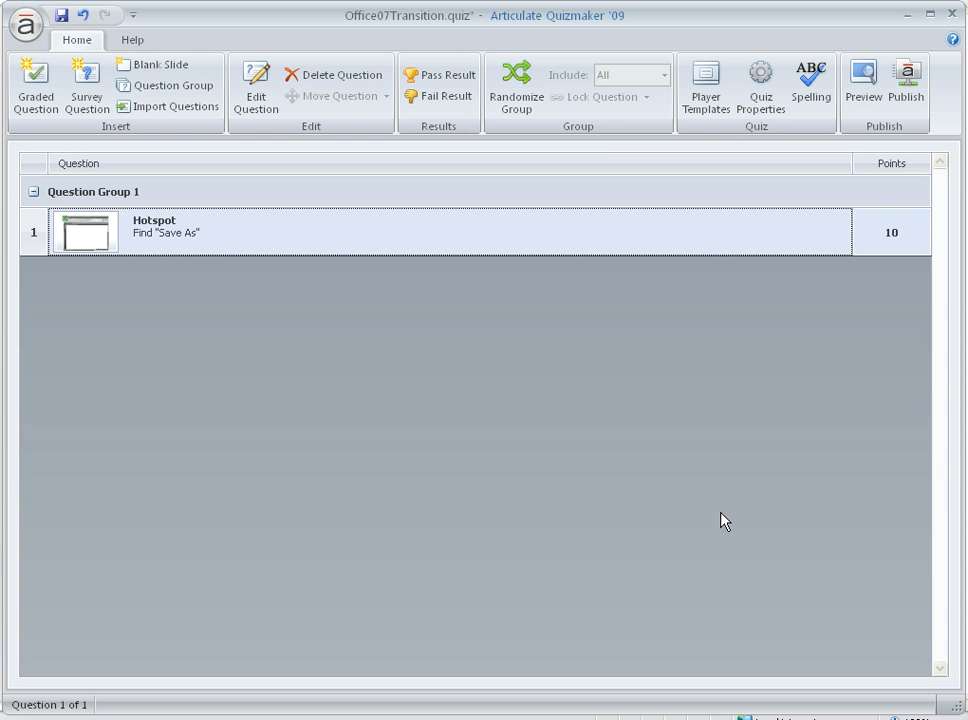 Office07Transition.quiz* - Articulate Quizmaker '09
Home Help
Graded Question
Survey Question
Blank Slide
Question Group
Import Questions
Insert
Edit Question
Delete Question
Move Question
Edit
Pass Result
Fail Result
Results
Randomize Group
Include: All
Lock Question
Group
Player Templates
Quiz Properties
ABC
Spelling
Quiz
Preview
Publish
Publish
Question Points
Question Group 1
1 Hotspot 10
Find "Save As"
Question 1 of 1